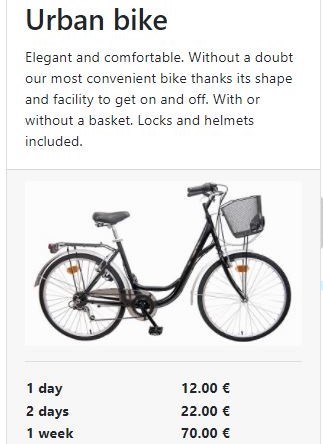 Urban bike
Elegant and comfortable. Without a doubt
our most convenient bike thanks its shape
and facility to get on and off. With or
without a basket. Locks and helmets
included.
1 day 12.00 €
2 days 22.00 €
1 week 70.00 €